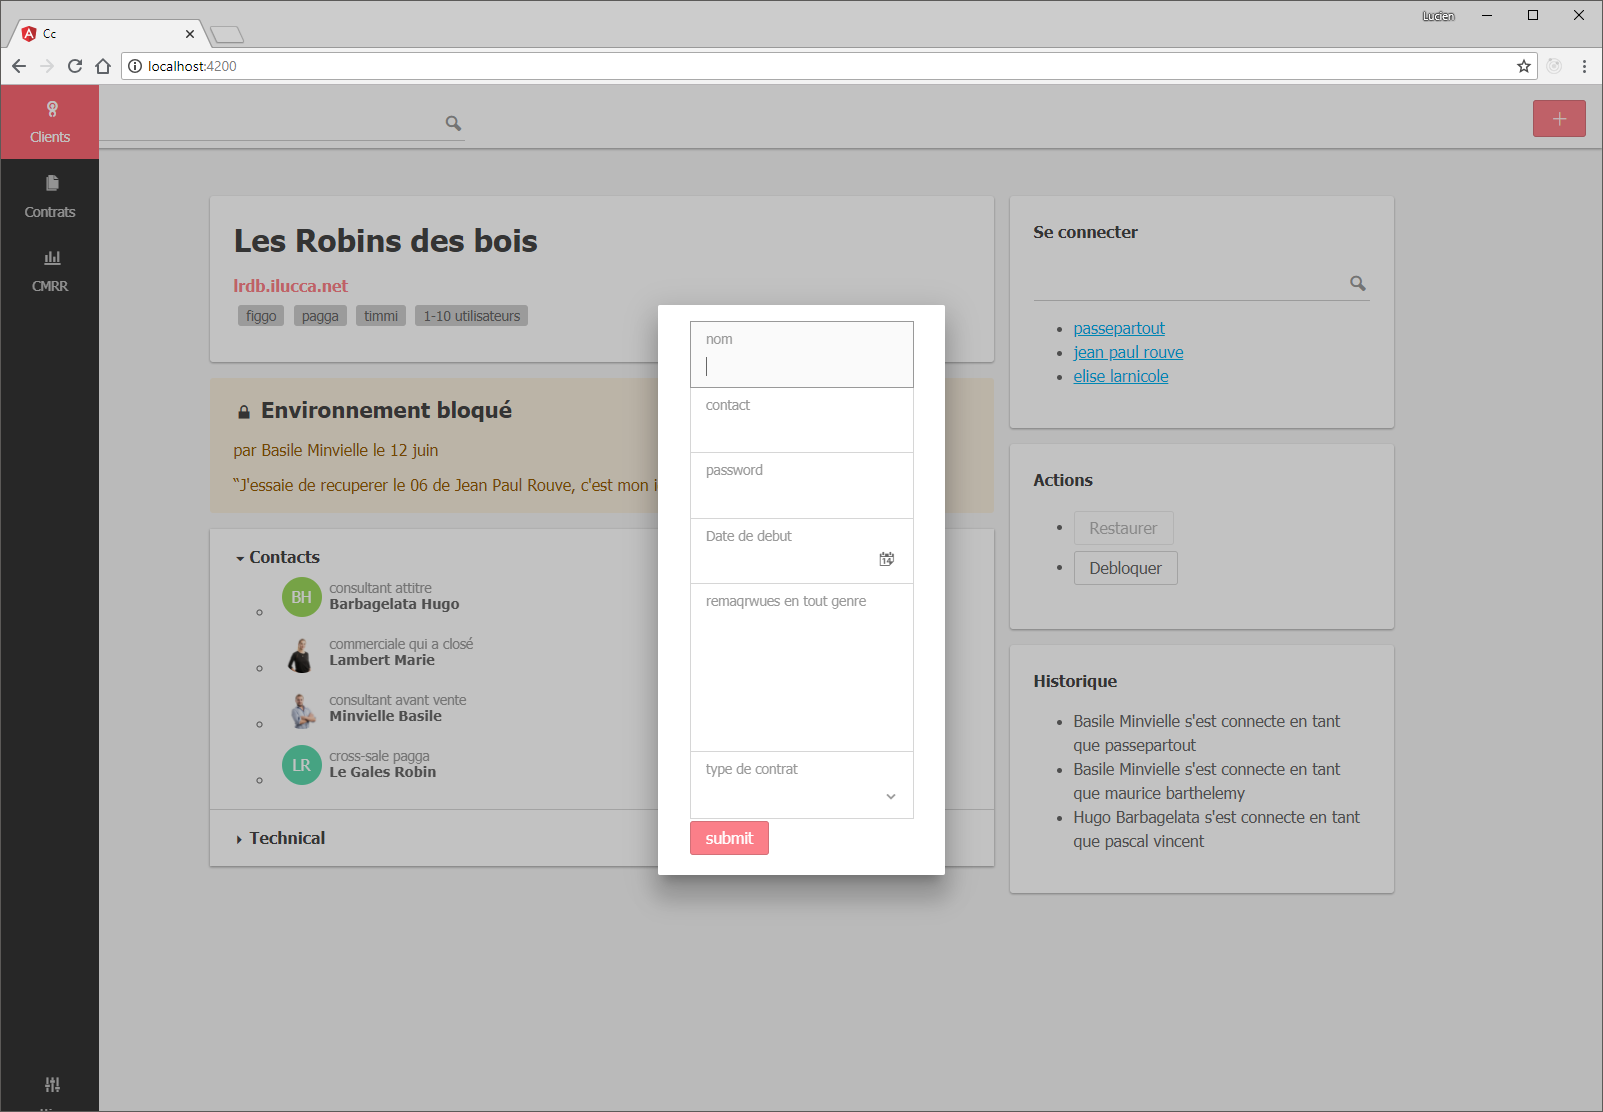 Lucien
Cc
localhost:4200
Clients
Contrats
CMRR
Les Robins des bois
lrdb.ilucca.net
figgo pagga timmi 1-10 utilisateurs
Environnement bloqué
par Basile Minvielle le 12 juin
“J'essaie de recuperer le 06 de Jean Paul Rouve, c'est mon i
Contacts
BH
consultant attitre
Barbagelata Hugo
commerciale qui a closé
Lambert Marie
consultant avant vente
Minvielle Basile
LR
cross-sale pagga
Le Gales Robin
Technical
nom
contact
password
Date de debut
14
remaqrwues en tout genre
type de contrat
submit
Se connecter
passepartout
jean paul rouve
elise larnicole
Actions
Restaurer
Debloquer
Historique
Basile Minvielle s'est connecte en tant
que passepartout
Basile Minvielle s'est connecte en tant
que maurice barthelemy
Hugo Barbagelata s'est connecte en tant
que pascal vincent